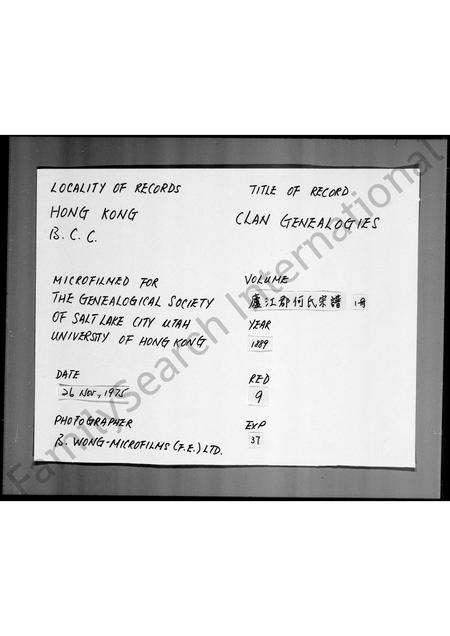 LOCALITY OF RECORDS
HONG KONG
B. C. C.
TITLE OF RECORD
CLAN GENEALOGIES
MICROFILMED FOR
THE GENEALOGICAL SOCIETY
OF SALT LAKE CITY UTAH
UNIVERSTY OF HONG KONG
VOLUME
廬江郡何氏宗譜 1冊
YEAR
1889
DATE
26 Nov., 1975
RED
9
PHOTOGRAPHER
B. WONG-MICROFILMS (F.E.) LTD.
EXP
37
FamilySearch International